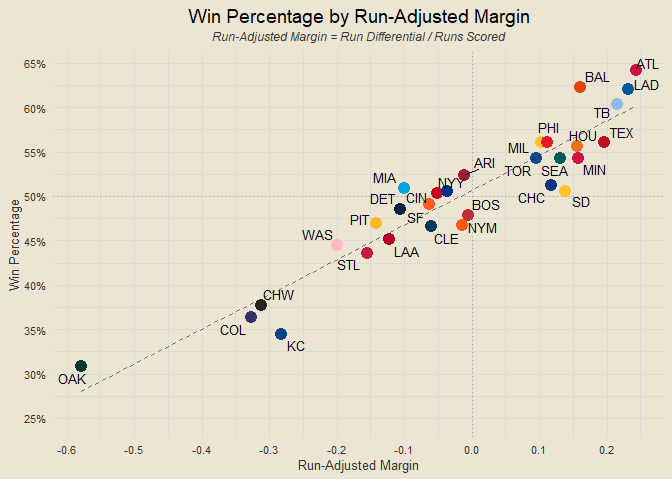 Win Percentage by Run-Adjusted Margin
Run-Adjusted Margin = Run Differential / Runs Scored
65%
ATL
BAL
LAD
60%
TB
PHI
HOU
TEX
55%
MIL
ARI
TOR
SEA
MIN
MIA
NYY
50%
DET
CIN
CHC
SD
BOS
PIT
SF
NYM
WAS
CLE
45%
STL
LAA
40%
CHW
COL
35%
KC
30%
OAK
25%
Win Percentage
-0.6 -0.5 -0.4 -0.3 -0.2 -0.1 0.0 0.1 0.2
Run-Adjusted Margin